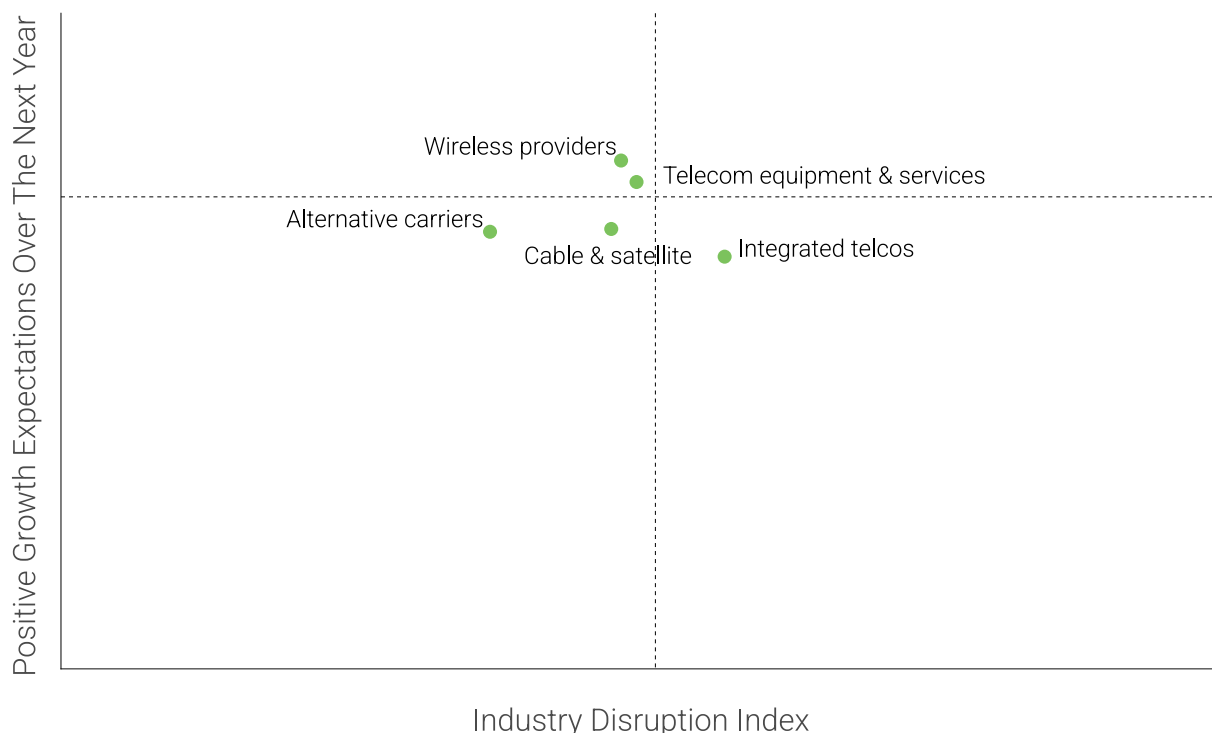 Positive Growth Expectations Over The Next Year
Wireless providers
Telecom equipment & services
Alternative carriers
Cable & satellite
Integrated telcos
Industry Disruption Index